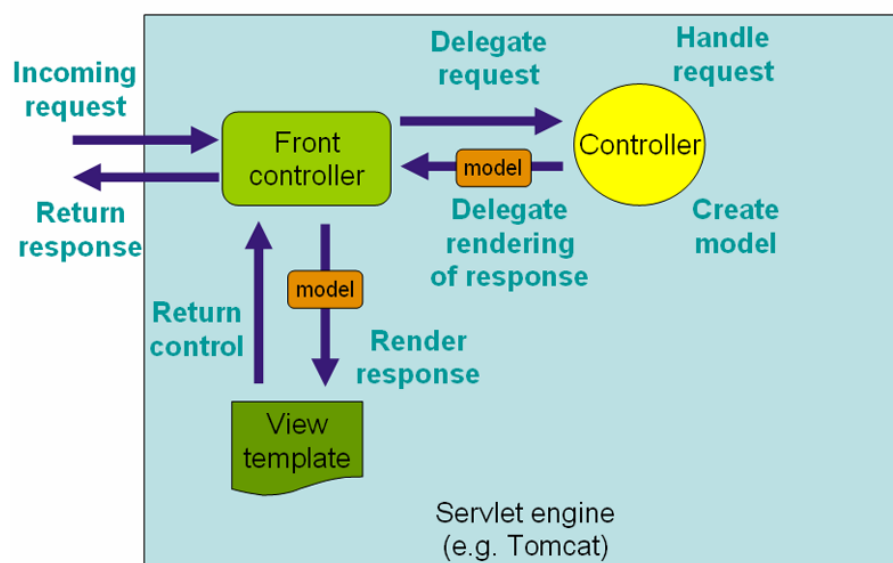 Incoming
request
Return
response
Front
controller
Delegate
request
Handle
request
Controller
model
Delegate
rendering
of response
Create
model
model
Return
control
Render
response
View
template
Servlet engine
(e.g. Tomcat)